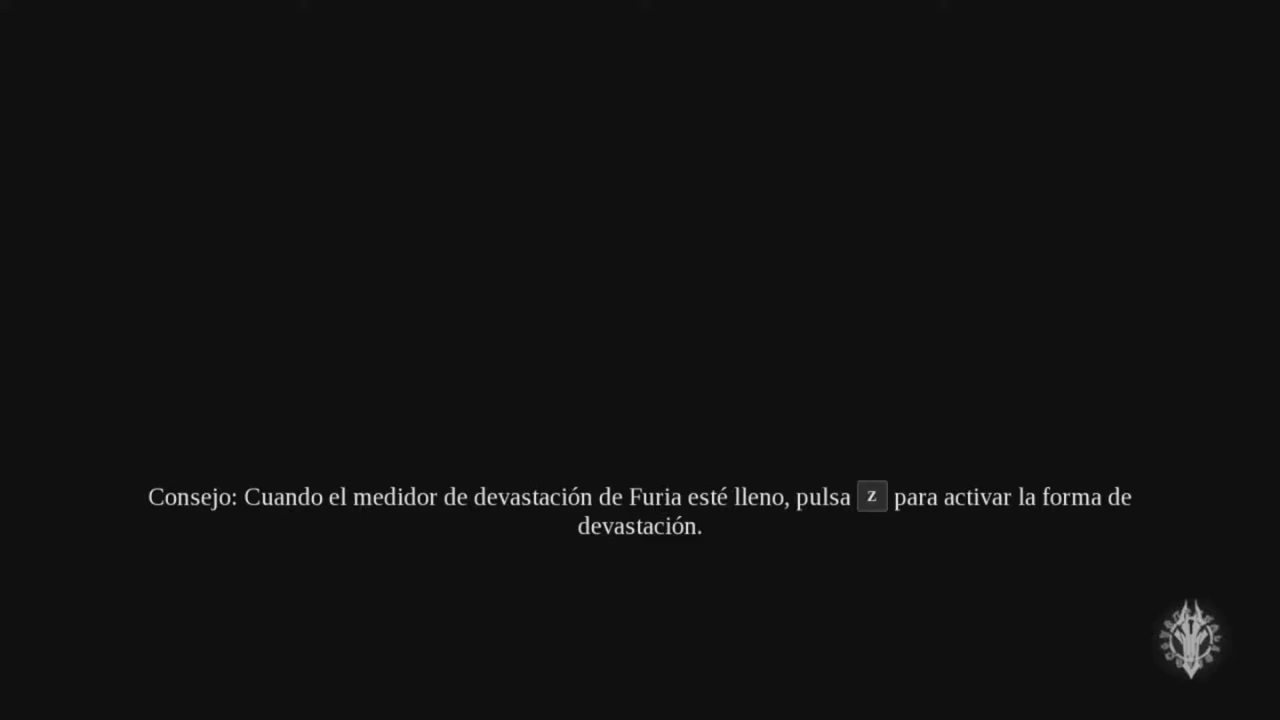 Consejo: Cuando el medidor de devastación de Furia esté lleno, pulsa Z para activar la forma de
devastación.